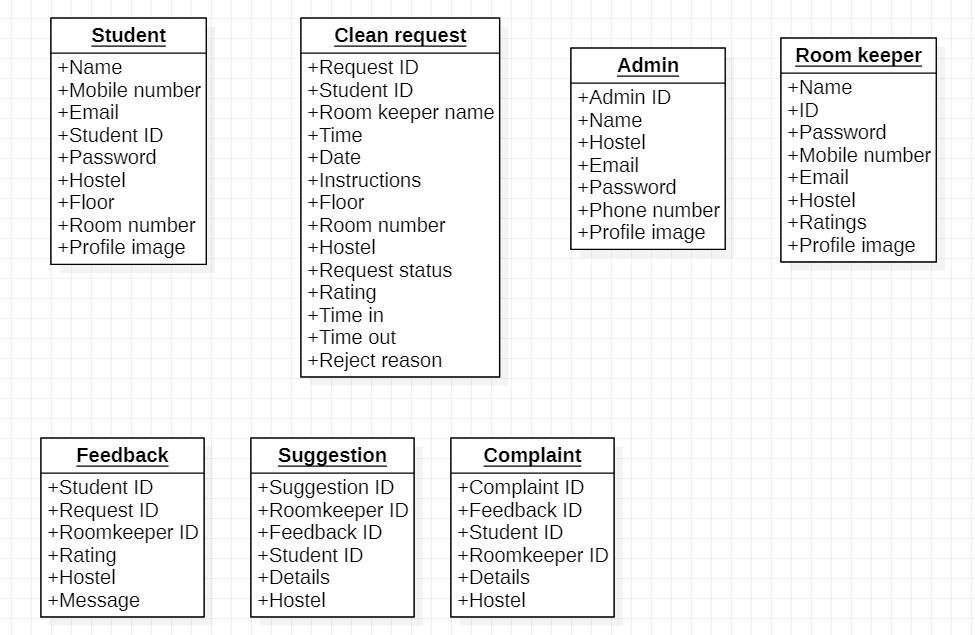 Student
+Name
+Mobile number
+Email
+Student ID
+Password
+Hostel
+Floor
+Room number
+Profile image
Clean request
+Request ID
+Student ID
+Room keeper name
+Time
+Date
+Instructions
+Floor
+Room number
+Hostel
+Request status
+Rating
+Time in
+Time out
+Reject reason
Admin
+Admin ID
+Name
+Hostel
+Email
+Password
+Phone number
+Profile image
Room keeper
+Name
+ID
+Password
+Mobile number
+Email
+Hostel
+Ratings
+Profile image
Feedback
+Student ID
+Request ID
+Roomkeeper ID
+Rating
+Hostel
+Message
Suggestion
+Suggestion ID
+Roomkeeper ID
+Feedback ID
+Student ID
+Details
+Hostel
Complaint
+Complaint ID
+Feedback ID
+Student ID
+Roomkeeper ID
+Details
+Hostel